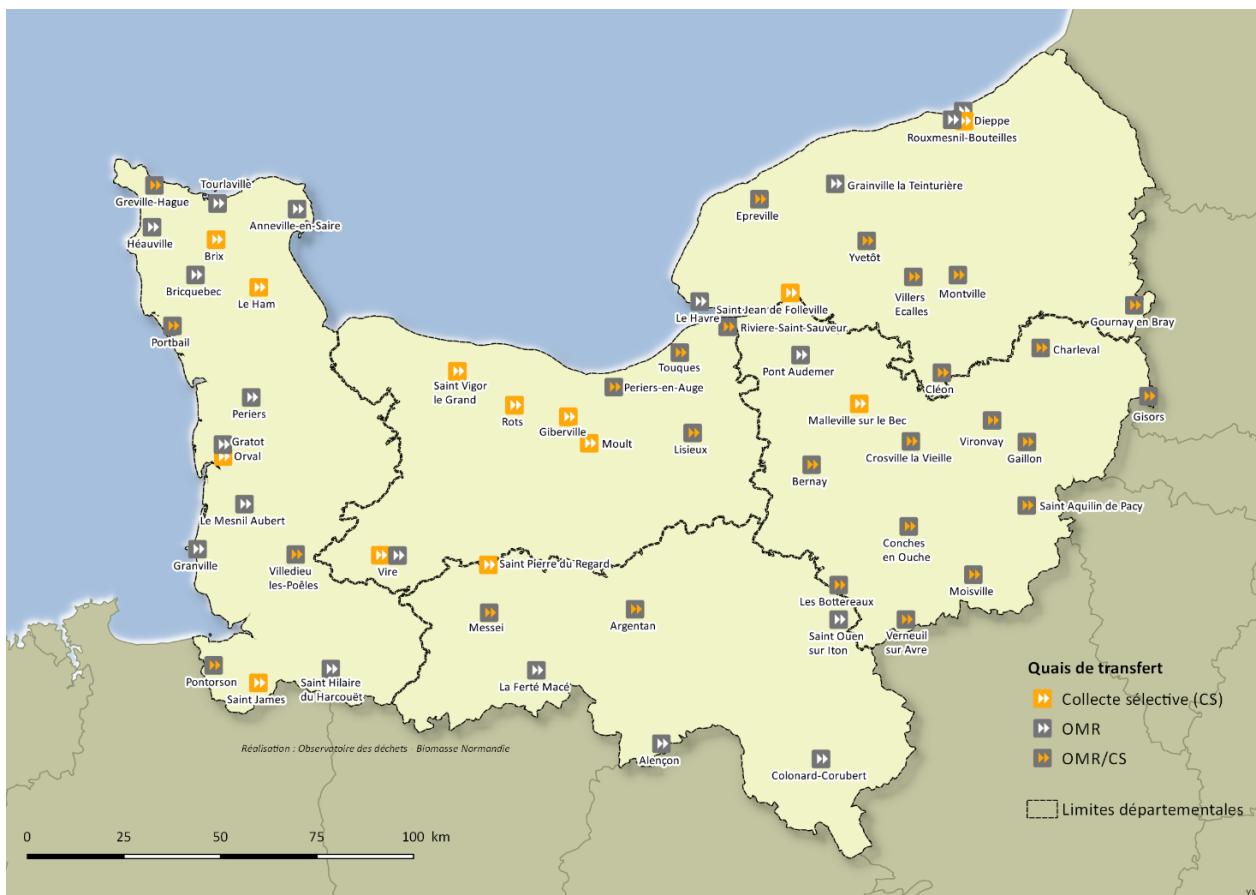 Dieppe
Rouxmesnil-Bouteilles
Grainville la Teinturière
Tourlaville
Greville-Hague
Epreville
Anneville-en-Saire
Héauville
Yvetôt
Brix
Bricquebec
Villers
Ecalles
Montville
Le Ham
Saint Jean de Folleville
Le Havre
Gournay en Bray
Riviere-Saint-Sauveur
Portbail
Charleval
Touques
Pont Audemer
Saint Vigor
le Grand
Periers-en-Auge
Cléon
Gisors
Periers
Rots
Malleville sur le Bec
Giberville
Gratot
Moult
Lisieux
Vironvay
Orval
Crosville la Vieille
Gaillon
Bernay
Le Mesnil Aubert
Saint Aquilin de Pacy
Conches
en Ouche
Granville
Villedieu
les-Poêles
Vire
Saint Pierre du Regard
Moisville
Les Bottereaux
Messei
Argentan
Saint Ouen
sur Iton
Verneuil
sur Avre
Pontorson
Saint James
Saint Hilaire
du Harcouët
La Ferté Macé
Alençon
Colonard-Corubert
Quais de transfert
Collecte sélective (CS)
OMR
OMR/CS
Limites départementales
Réalisation : Observatoire des déchets - Biomasse Normandie
0 25 50 75 100 km